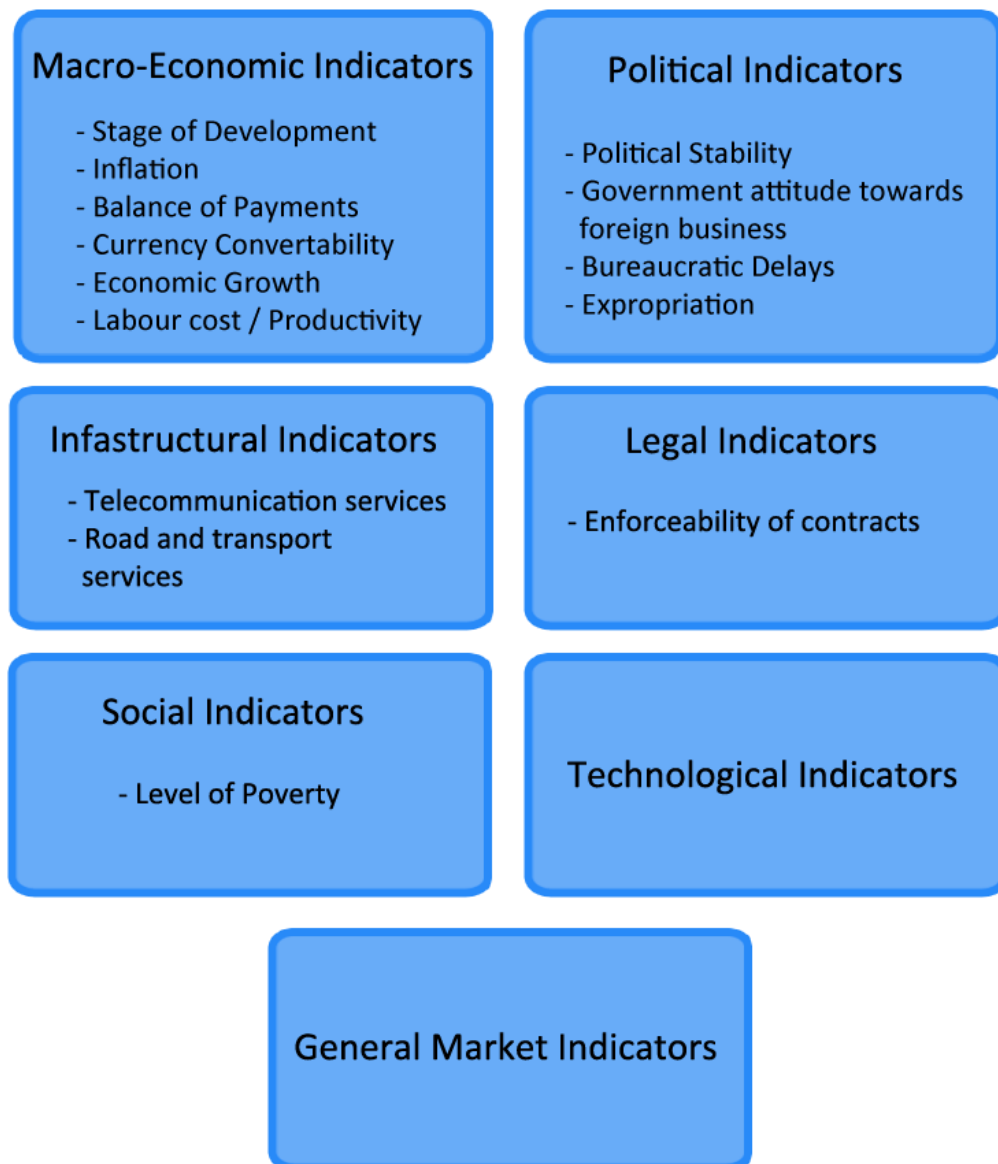 Macro-Economic Indicators
- Stage of Development
- Inflation
- Balance of Payments
- Currency Convertability
- Economic Growth
- Labour cost / Productivity
Political Indicators
- Political Stability
- Government attitude towards
foreign business
- Bureaucratic Delays
- Expropriation
Infastructural Indicators
- Telecommunication services
- Road and transport
services
Legal Indicators
- Enforceability of contracts
Social Indicators
- Level of Poverty
Technological Indicators
General Market Indicators